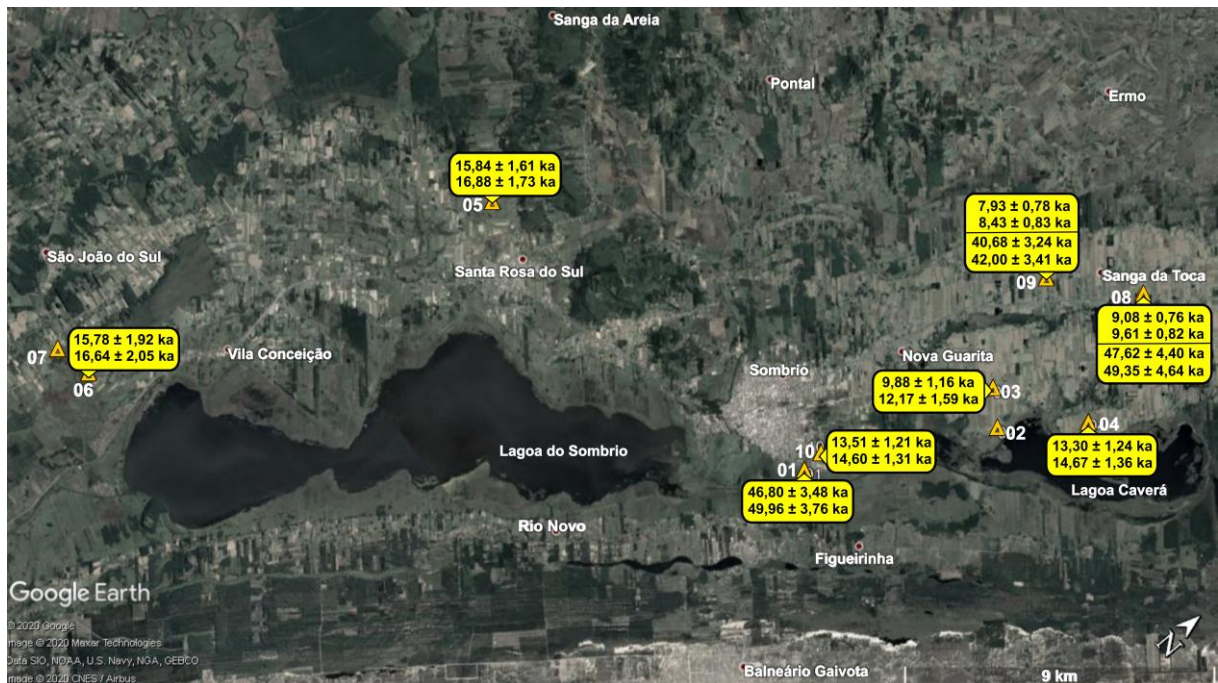 Sanga da Areia
Pontal
Ermo
15,84 ± 1,61 ka
16,88 ± 1,73 ka
05
7,93 ± 0,78 ka
8,43 ± 0,83 ka
40,68 ± 3,24 ka
42,00 ± 3,41 ka
São João do Sul
Santa Rosa do Sul
09
Sanga da Toca
08
9,08 ± 0,76 ka
9,61 ± 0,82 ka
47,62 ± 4,40 ka
49,35 ± 4,64 ka
07
15,78 ± 1,92 ka
16,64 ± 2,05 ka
06
Vila Conceição
Sombrio
Nova Guarita
9,88 ± 1,16 ka
12,17 ± 1,59 ka
03
02
04
13,30 ± 1,24 ka
14,67 ± 1,36 ka
Lagoa do Sombrio
10
13,51 ± 1,21 ka
14,60 ± 1,31 ka
01
46,80 ± 3,48 ka
49,96 ± 3,76 ka
Lagoa Caverá
Rio Novo
Figueirinha
Google Earth
© 2020 Google
Image © 2020 Maxar Technologies
Data SIO, NOAA, U.S. Navy, NGA, GEBCO
Image © 2020 CNES / Airbus
Balneário Gaivota
N
9 km